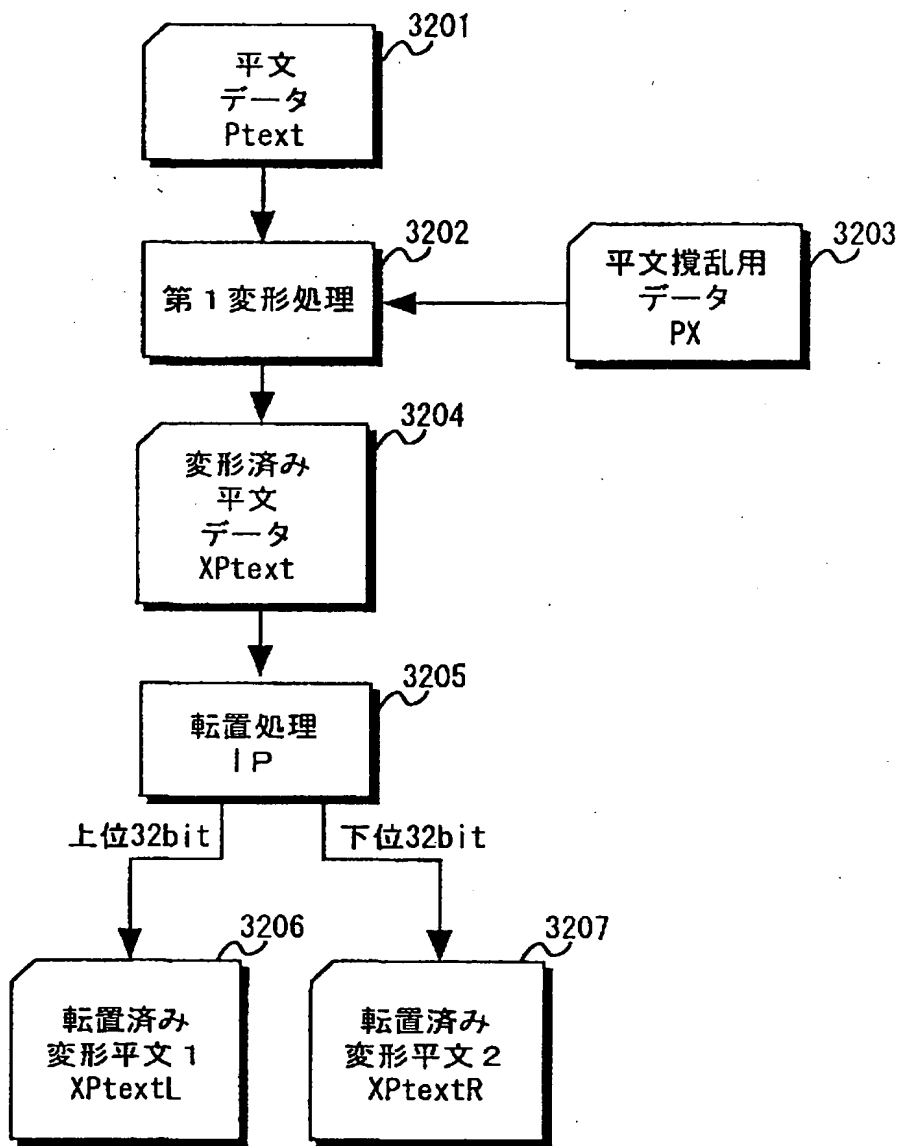 3201
平文
データ
Ptext
3202
第1変形処理
3203
平文撹乱用
データ
PX
3204
変形済み
平文
データ
XPtext
3205
転置処理
IP
上位32bit
下位32bit
3206
転置済み
変形平文1
XPtextL
3207
転置済み
変形平文2
XPtextR